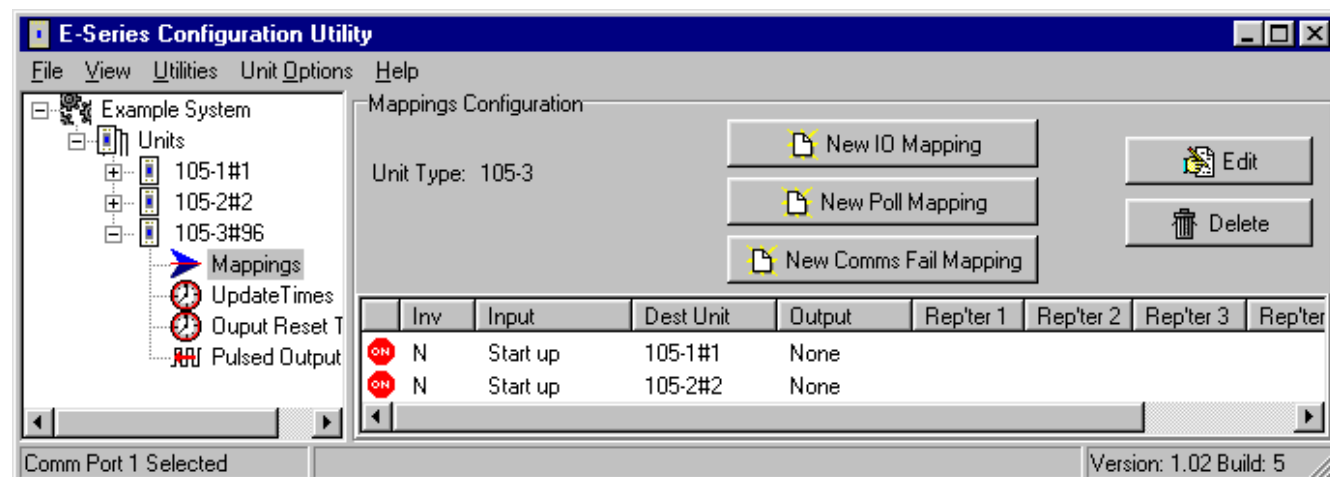 E-Series Configuration Utility
File View Utilities Unit Options Help
Example System
Units
105-1#1
105-2#2
105-3#96
Mappings
UpdateTimes
Ouput Reset T
Pulsed Output
Mappings Configuration
Unit Type: 105-3
New IO Mapping
New Poll Mapping
New Comms Fail Mapping
Edit
Delete
Inv Input Dest Unit Output Rep'ter 1 Rep'ter 2 Rep'ter 3 Rep'ter
ON N Start up 105-1#1 None
ON N Start up 105-2#2 None
Comm Port 1 Selected Version: 1.02 Build: 5